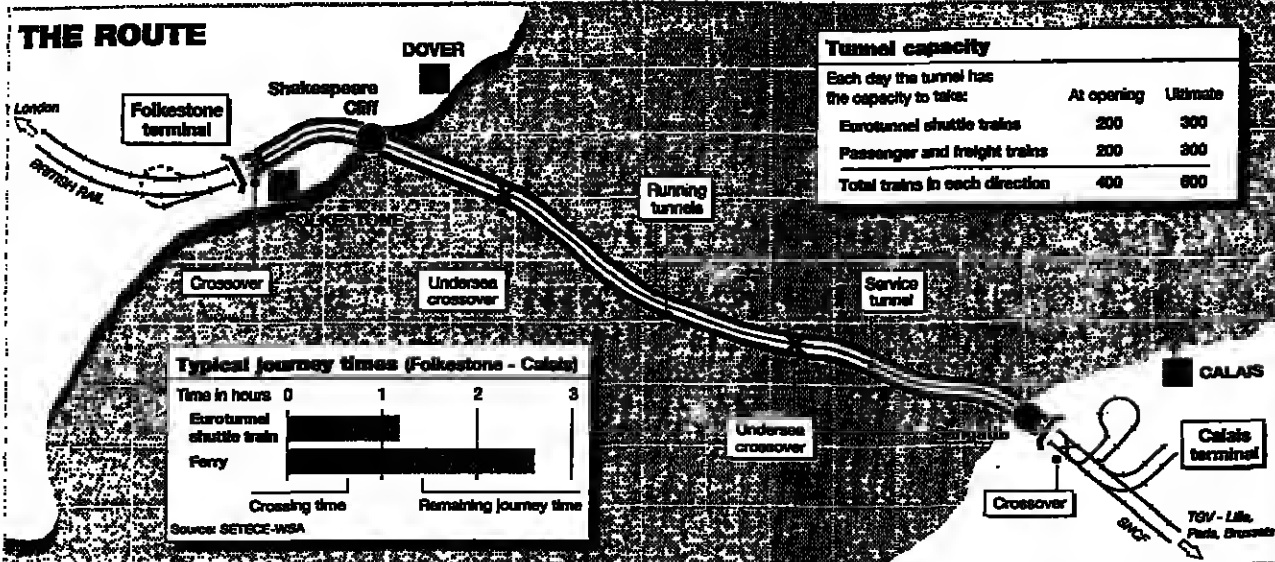 THE ROUTE
DOVER
Shakespeare
Cliff
London
Folkestone
terminal
BRITISH RAIL
FOLKESTONE
Crossover
Undersea
crossover
Running
tunnels
Service
tunnel
Undersea
crossover
Tunnel capacity
Each day the tunnel has
the capacity to take: At opening Ultimate
Eurotunnel shuttle trains 200 300
Passenger and freight trains 200 300
Total trains in each direction 400 600
Typical journey times (Folkestone - Calais)
Time in hours 0 1 2 3
Eurotunnel
shuttle train
Ferry
Crossing time Remaining journey time
Source: SETECE-WSA
CALAIS
Calais
terminal
Crossover
SNCF
TGV - Lille,
Paris, Brussels